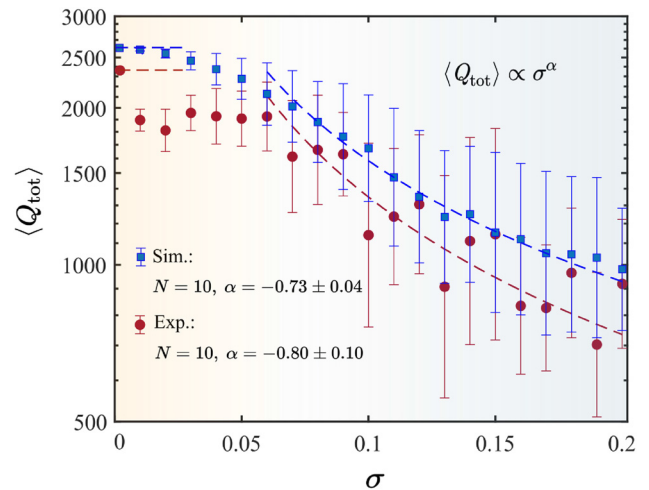 3000
2500
2000
1500
1000
500
⟨Q_tot⟩
⟨Q_tot⟩ ∝ σ^α
Sim.:
N = 10, α = −0.73 ± 0.04
Exp.:
N = 10, α = −0.80 ± 0.10
0 0.05 0.1 0.15 0.2
σ